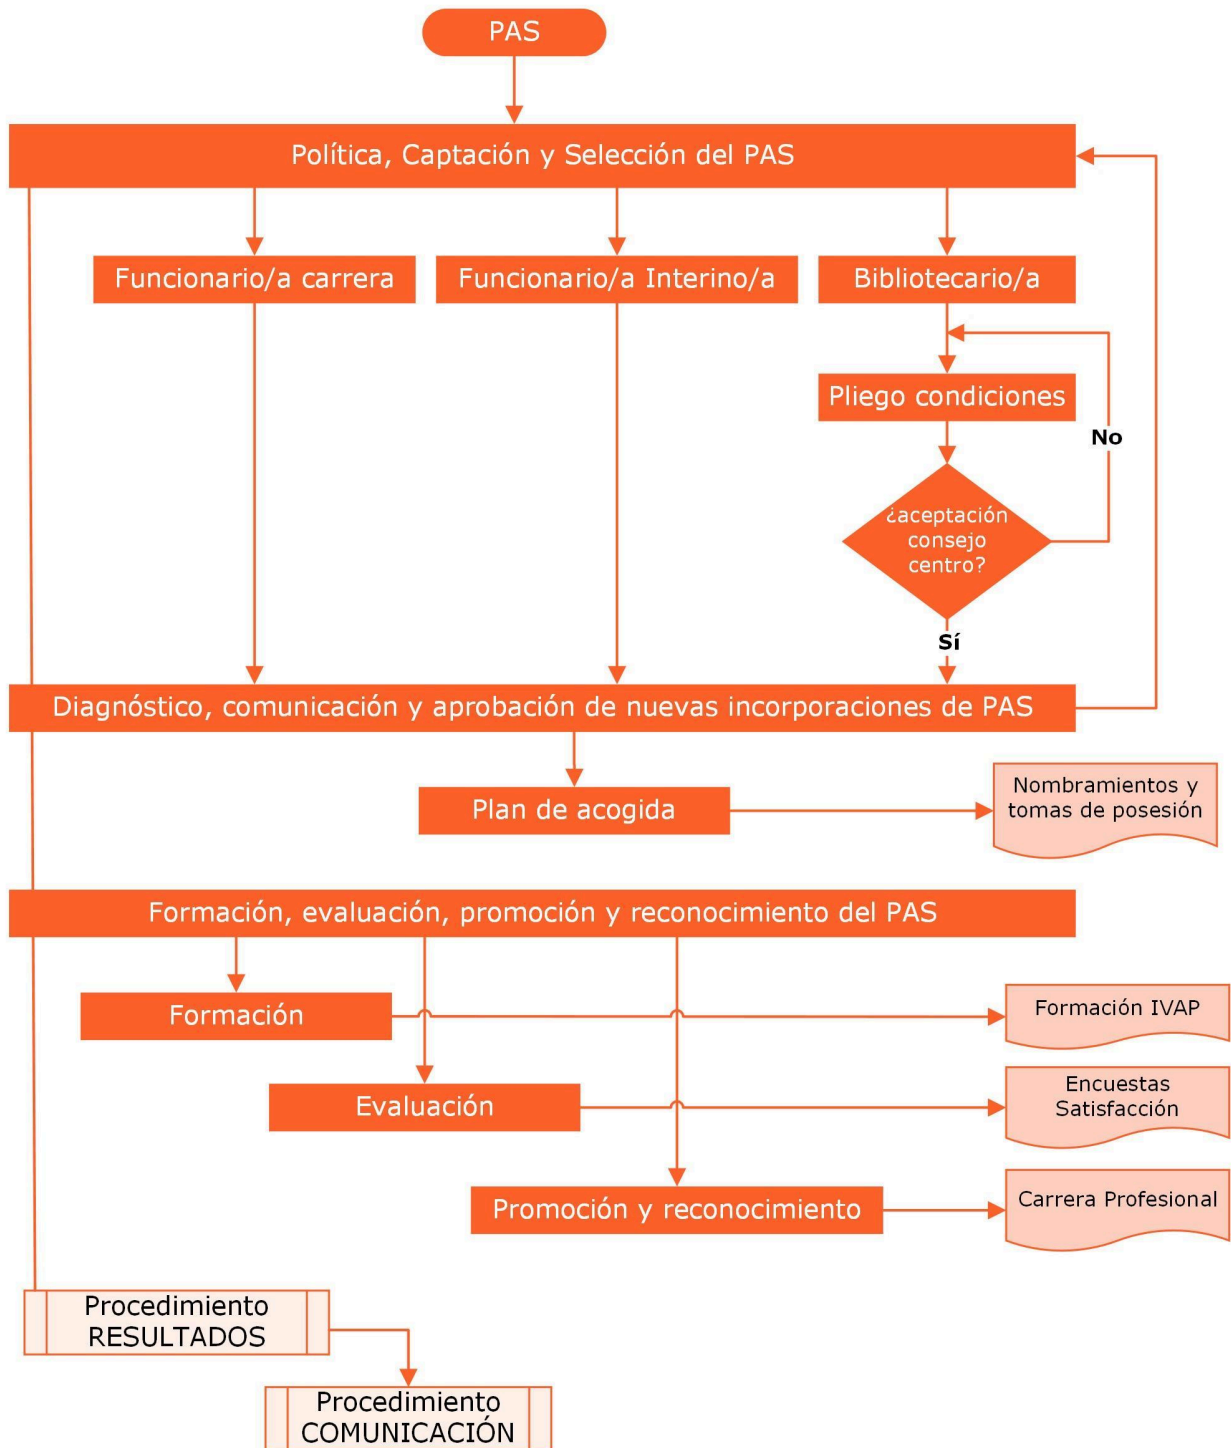 PAS
Política, Captación y Selección del PAS
Funcionario/a carrera
Funcionario/a Interino/a
Bibliotecario/a
Pliego condiciones
No
¿aceptación
consejo
centro?
Sí
Diagnóstico, comunicación y aprobación de nuevas incorporaciones de PAS
Plan de acogida
Nombramientos y
tomas de posesión
Formación, evaluación, promoción y reconocimiento del PAS
Formación
Formación IVAP
Evaluación
Encuestas
Satisfacción
Promoción y reconocimiento
Carrera Profesional
Procedimiento
RESULTADOS
Procedimiento
COMUNICACIÓN